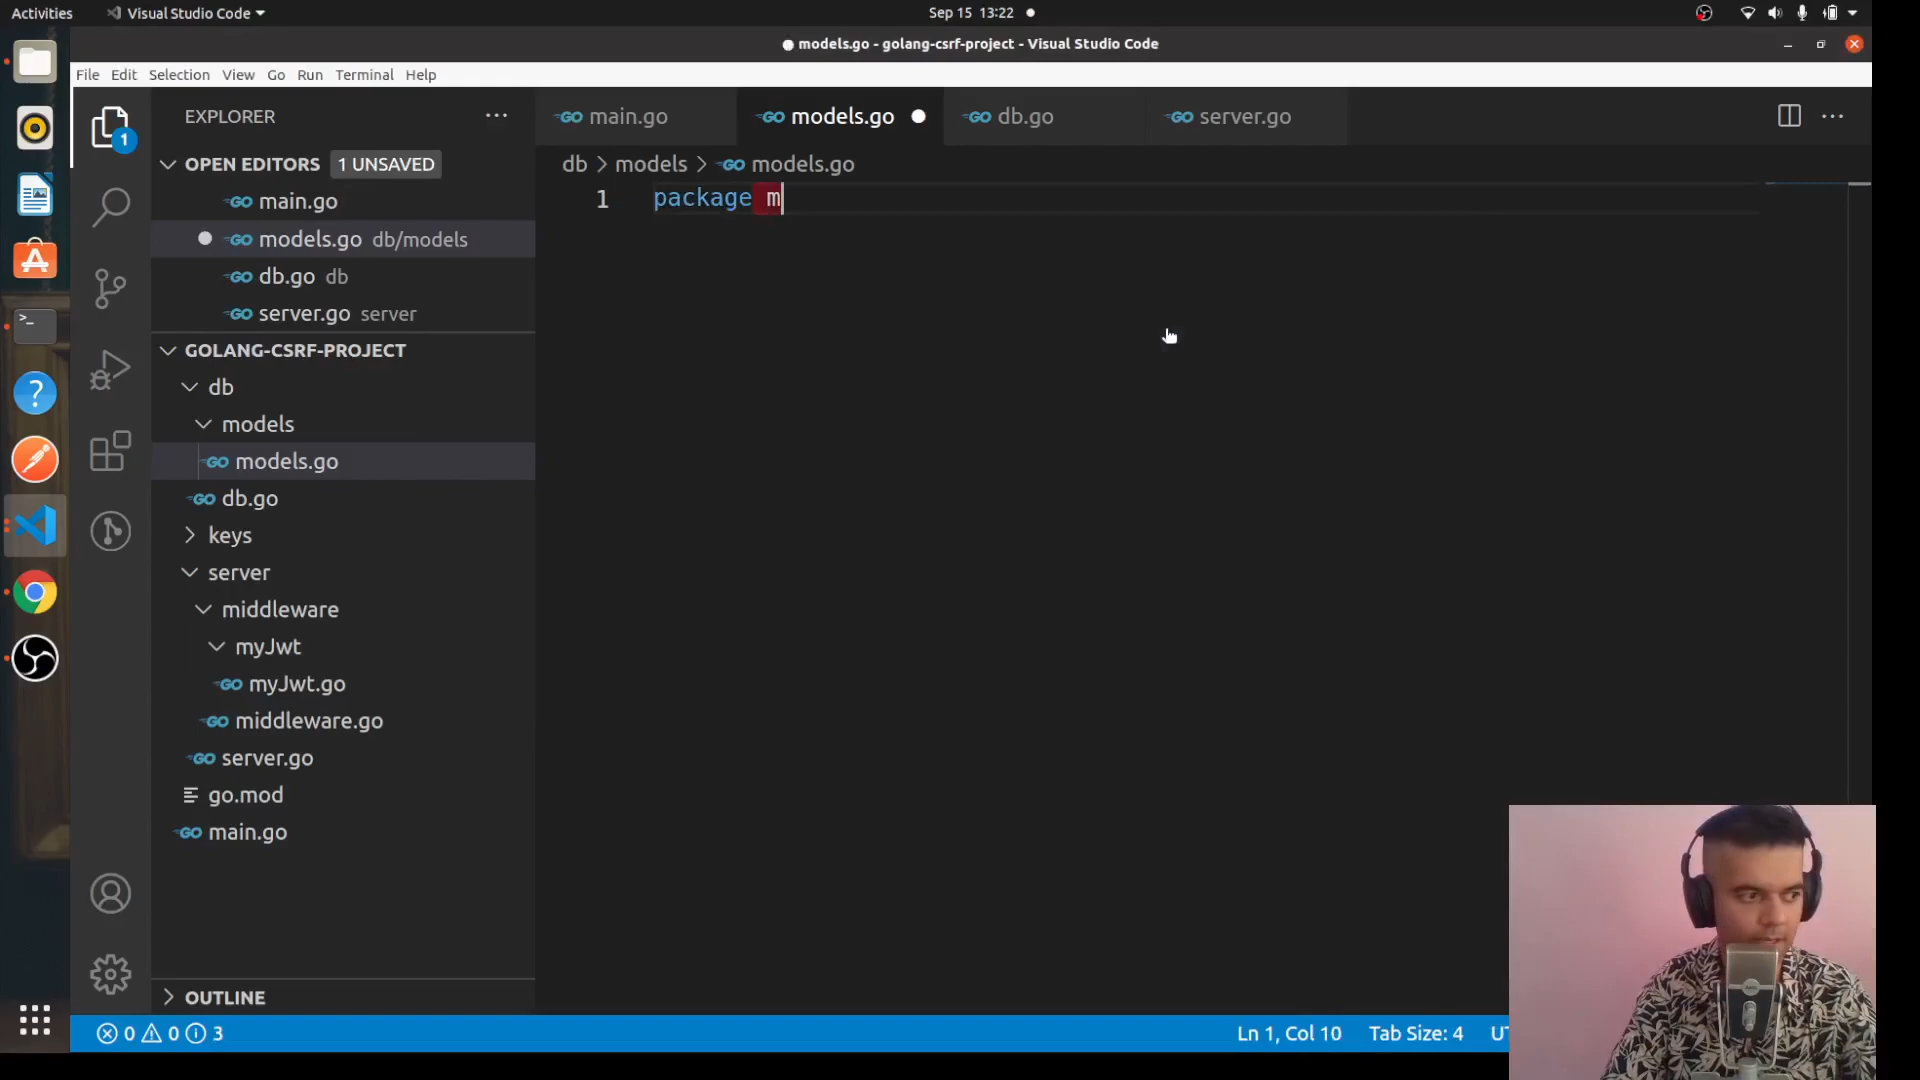 Activities Visual Studio Code Sep 15 13:22
models.go - golang-csrf-project - Visual Studio Code
File Edit Selection View Go Run Terminal Help
EXPLORER
main.go models.go db.go server.go
OPEN EDITORS 1 UNSAVED
db > models > models.go
main.go
models.go db/models
db.go db
server.go server
1 package m
GOLANG-CSRF-PROJECT
db
models
models.go
db.go
keys
server
middleware
myJwt
myJwt.go
middleware.go
server.go
go.mod
main.go
OUTLINE
0 0 3 Ln 1, Col 10 Tab Size: 4